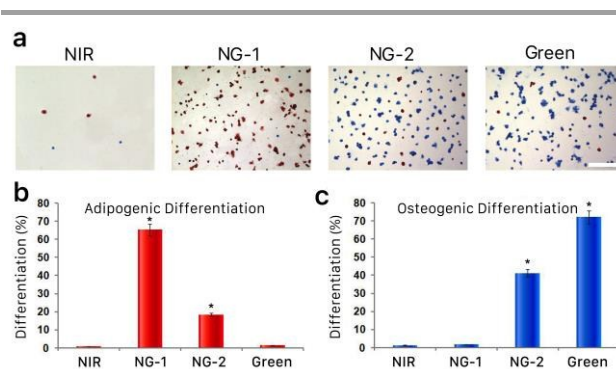 a
NIR
NG-1
NG-2
Green
b
Adipogenic Differentiation
Differentiation (%)
80
70
60
50
40
30
20
10
0
*
*
NIR
NG-1
NG-2
Green
c
Osteogenic Differentiation
Differentiation (%)
80
70
60
50
40
30
20
10
0
*
*
NIR
NG-1
NG-2
Green